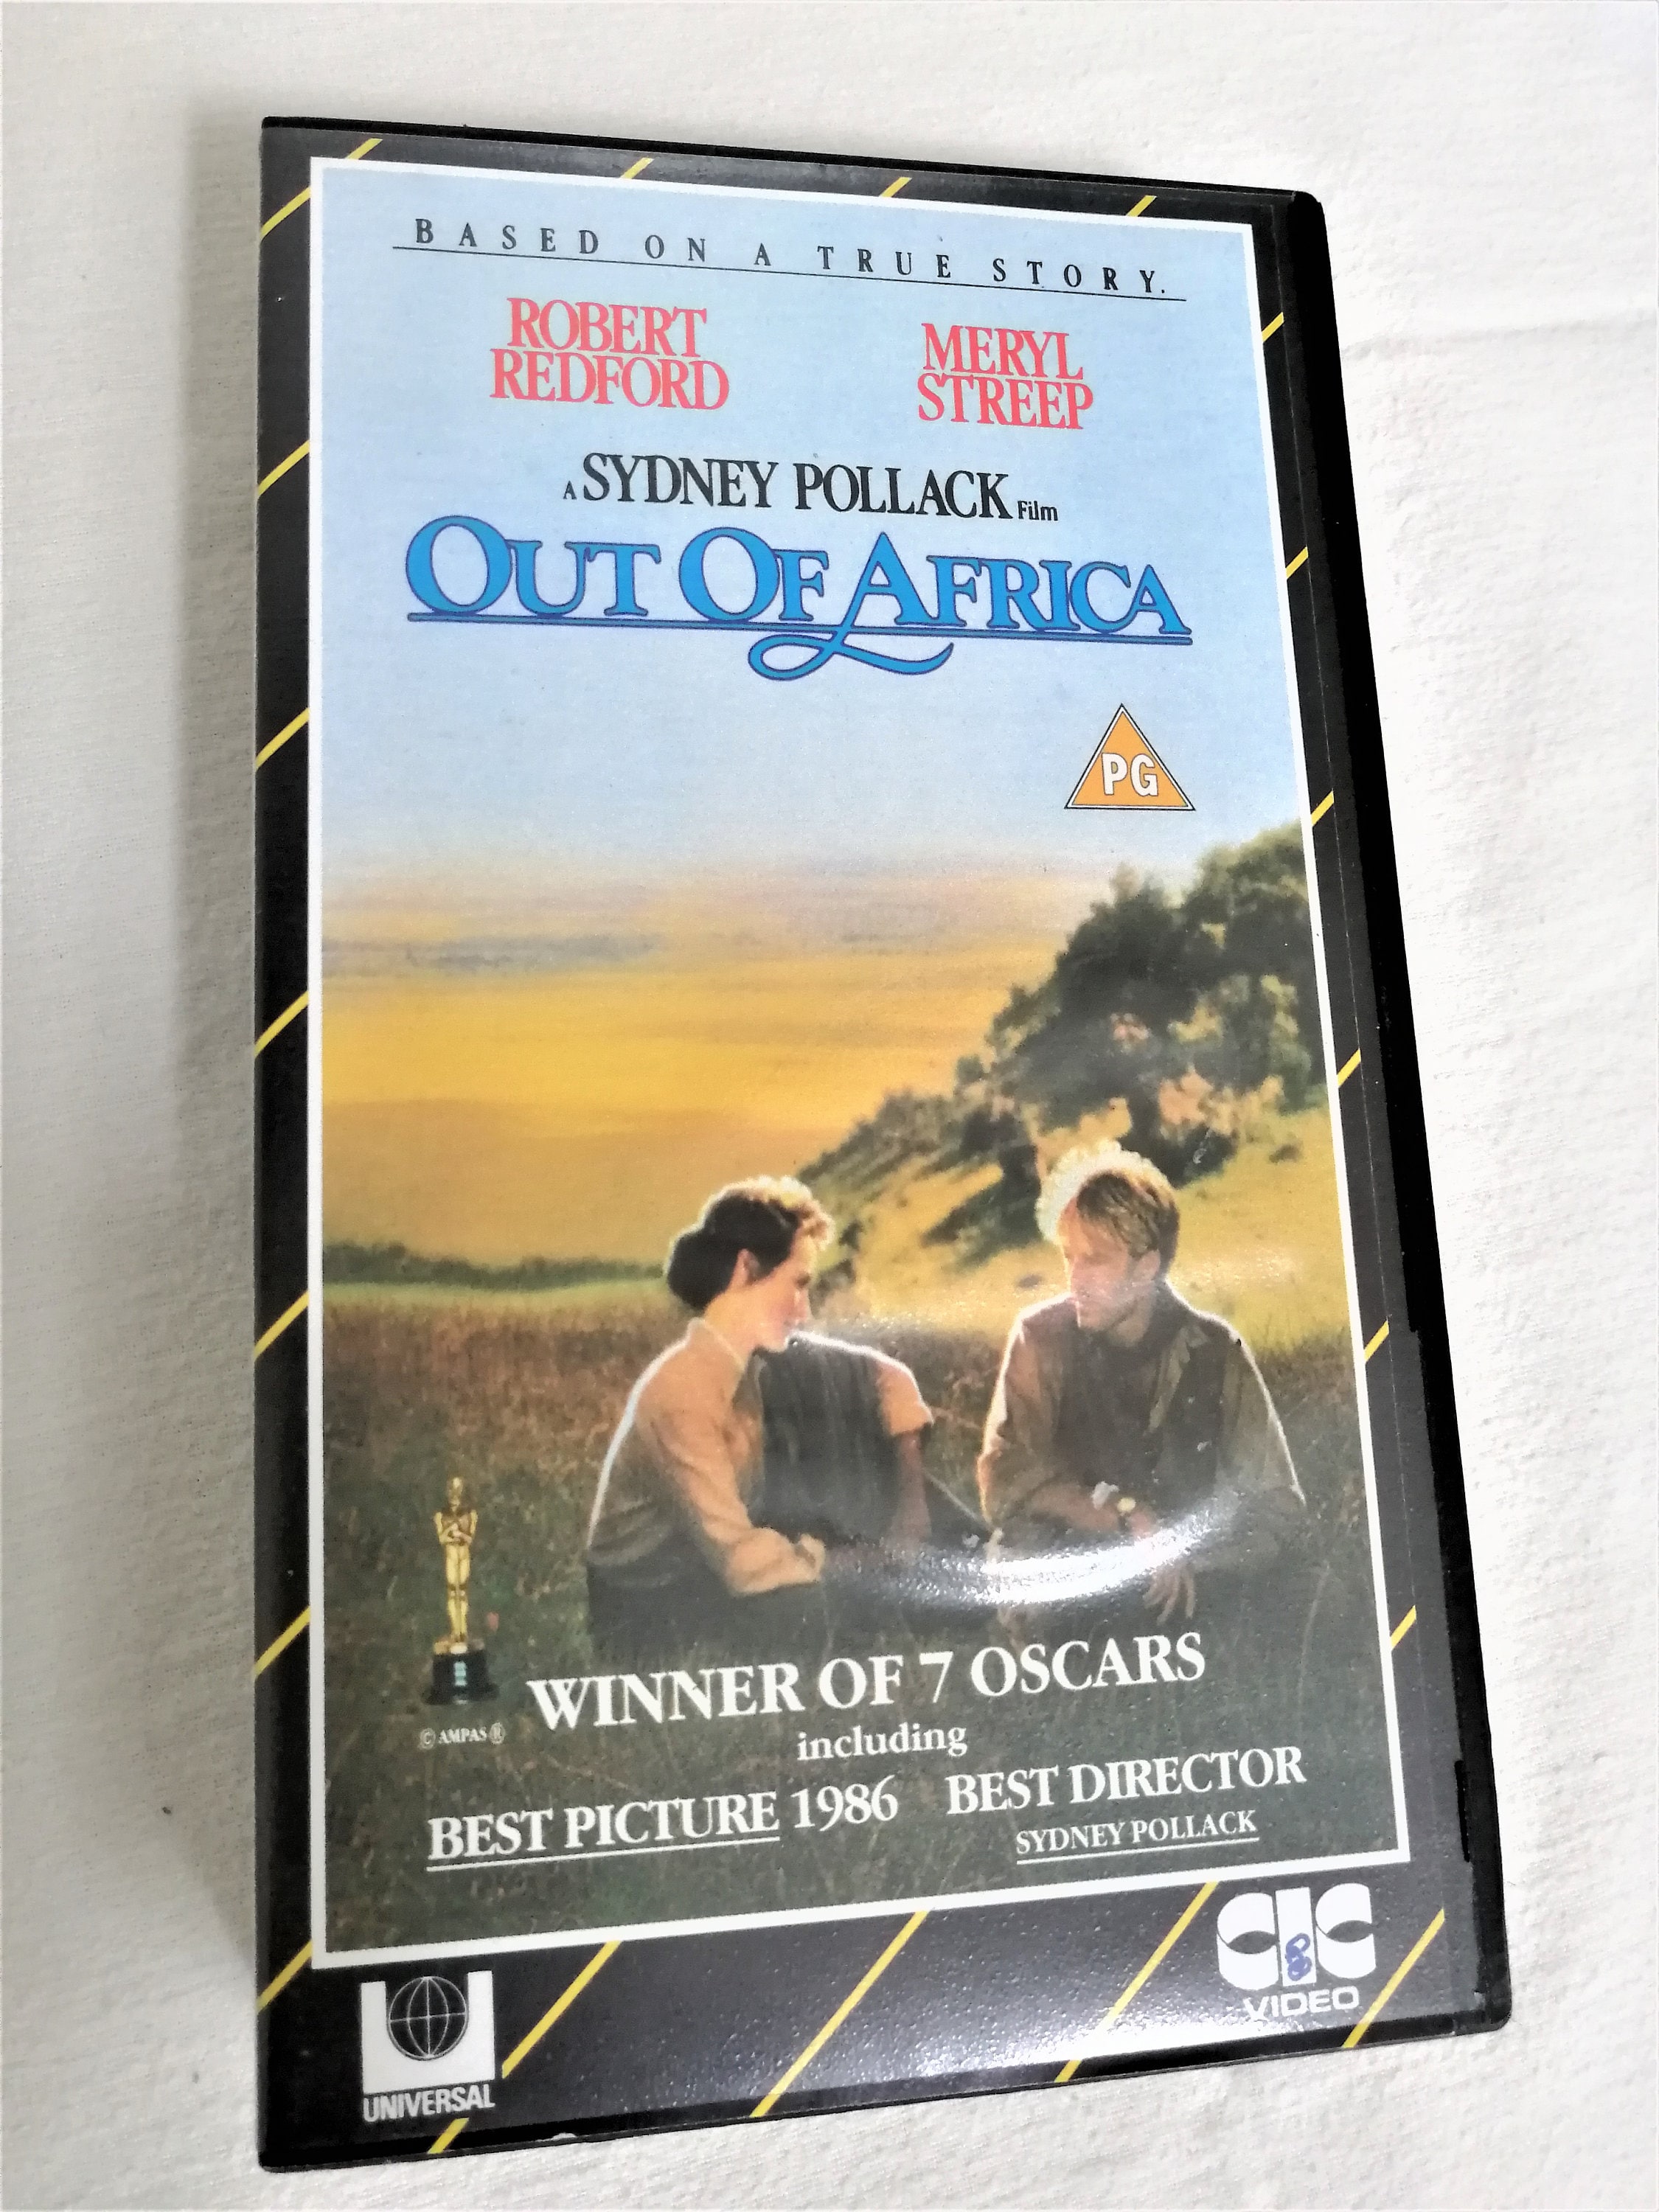 BASED ON A TRUE STORY.
ROBERT REDFORD
MERYL STREEP
A SYDNEY POLLACK Film
OUT OF AFRICA
PG
WINNER OF 7 OSCARS
© AMPAS ®
including
BEST PICTURE 1986
BEST DIRECTOR
SYDNEY POLLACK
UNIVERSAL
CIC
VIDEO